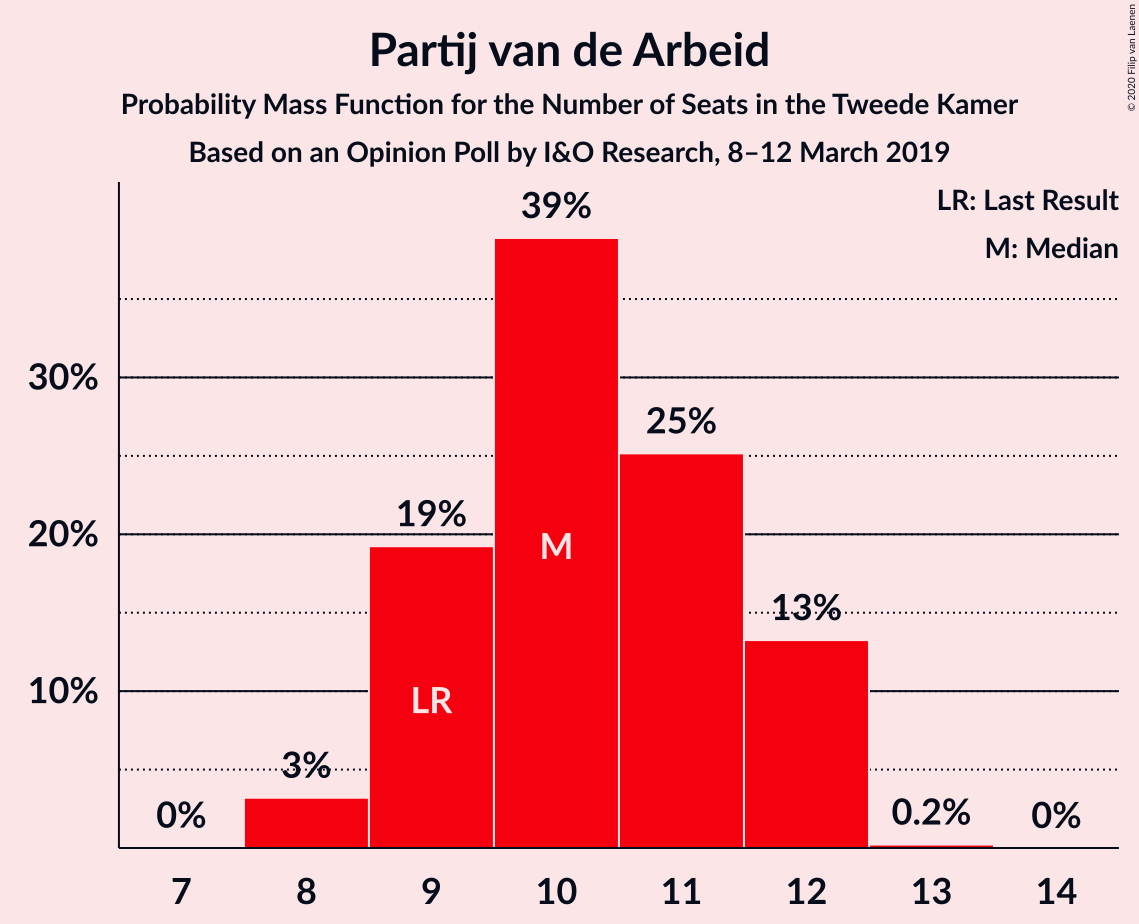 Partij van de Arbeid
Probability Mass Function for the Number of Seats in the Tweede Kamer
Based on an Opinion Poll by I&O Research, 8–12 March 2019
© 2020 Filip van Laenen
LR: Last Result
M: Median
39%
30%
25%
19%
20%
M
13%
10%
LR
3%
0%
0.2%
0%
7 8 9 10 11 12 13 14